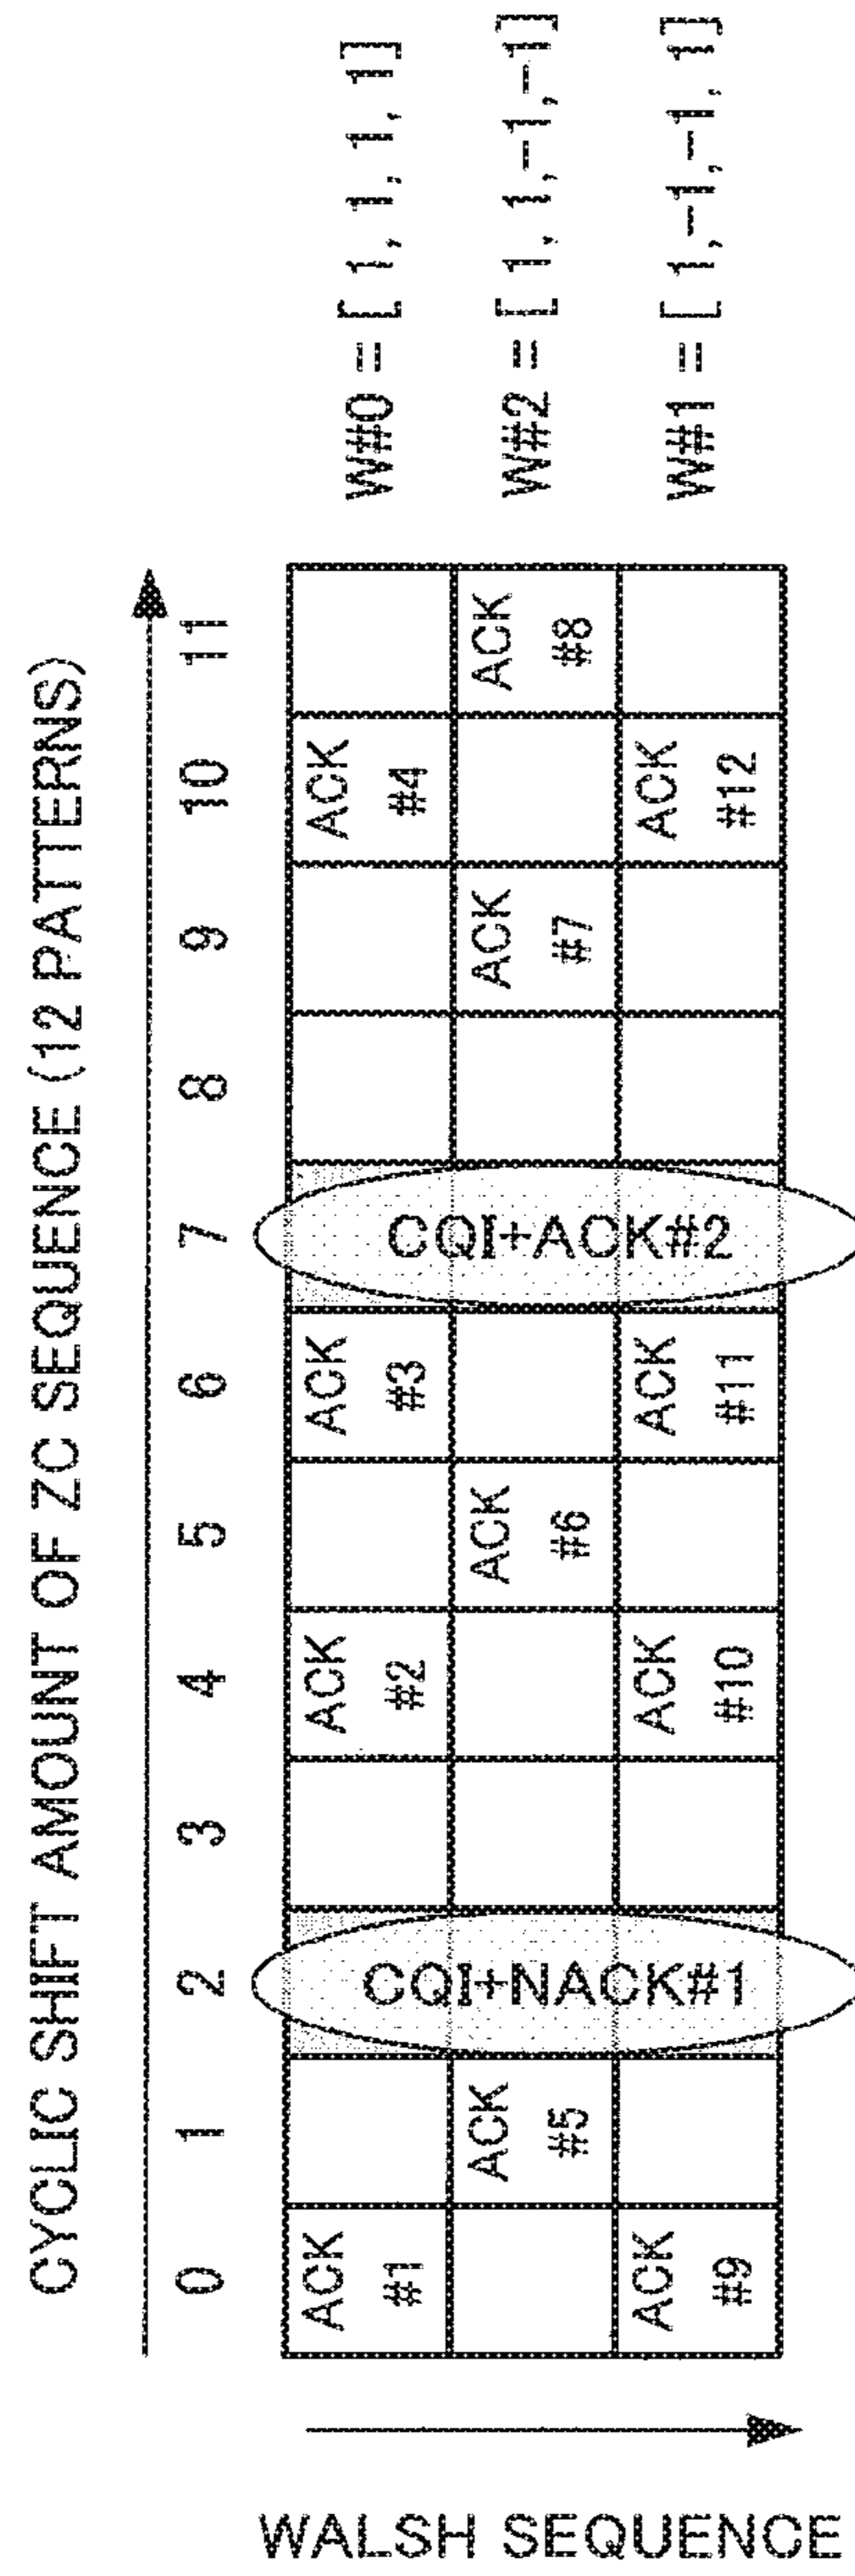 CYCLIC SHIFT AMOUNT OF ZC SEQUENCE (12 PATTERNS)
0 1 2 3 4 5 6 7 8 9 10 11
ACK #1
ACK #2
ACK #3
ACK #4
W#0 = [ 1, 1, 1, 1]
ACK #5
ACK #6
ACK #7
ACK #8
W#2 = [ 1, 1,-1,-1]
ACK #9
ACK #10
ACK #11
ACK #12
W#1 = [ 1,-1,-1, 1]
CQI+NACK#1
CQI+ACK#2
WALSH SEQUENCE